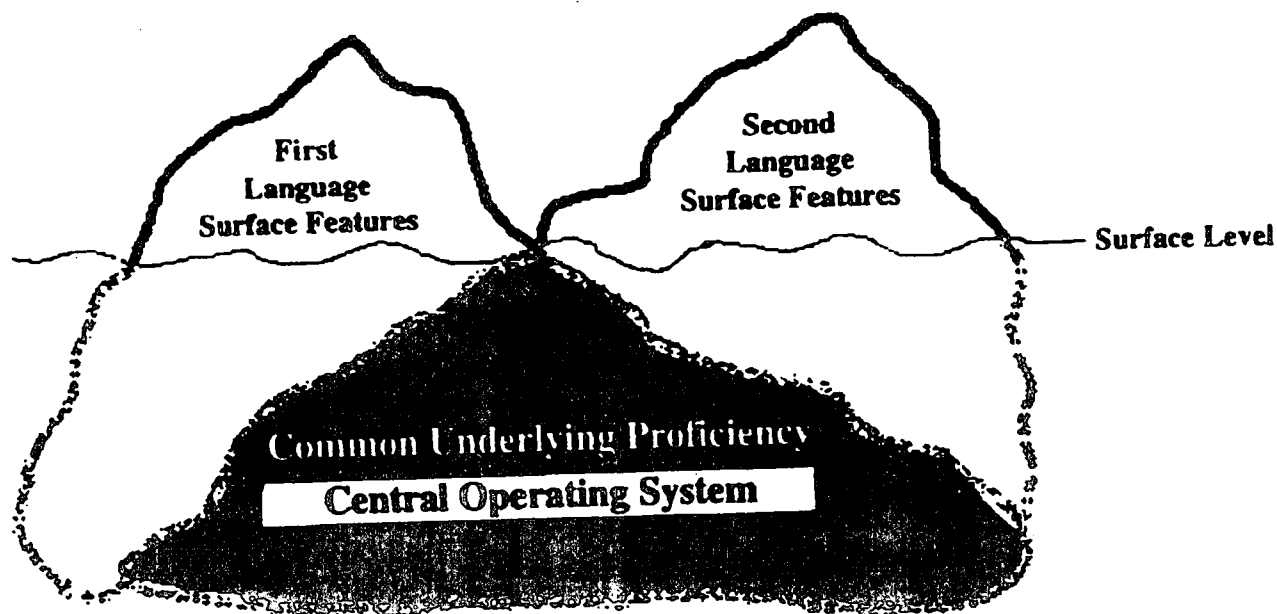 First
Language
Surface Features
Second
Language
Surface Features
Surface Level
Common Underlying Proficiency
Central Operating System